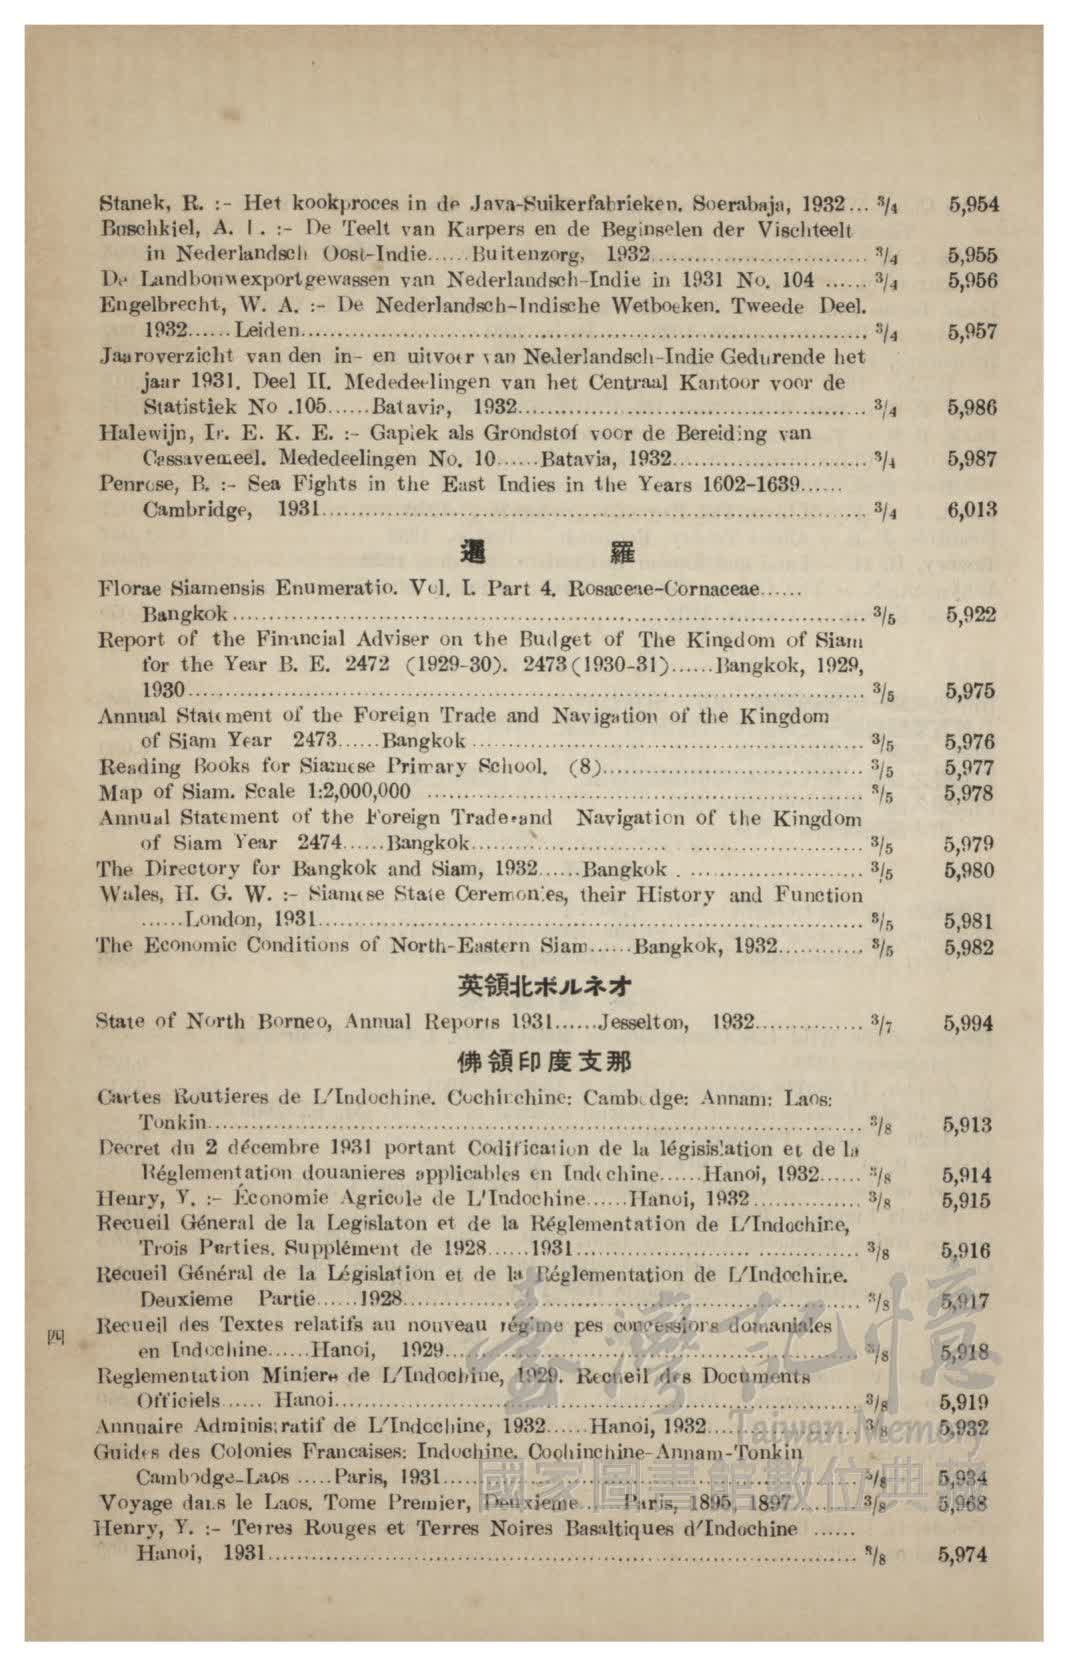 Stanek, R. :- Het kookproces in de Java-Suikerfabrieken. Soerabaja, 1932... 3/4 5,954
Buschkiel, A. L. :- De Teelt van Karpers en de Beginselen der Vischteelt
in Nederlandsch Oost-Indie......Buitenzorg, 1932........ 3/4 5,955
De Landbouwexportgewassen van Nederlandsch-Indie in 1931 No. 104 ...... 3/4 5,956
Engelbrecht, W. A. :- De Nederlandsch-Indische Wetboeken. Tweede Deel.
1932......Leiden........ 3/4 5,957
Jaaroverzicht van den in- en uitvoer van Nederlandsch-Indie Gedurende het
jaar 1931. Deel II. Mededeelingen van het Centraal Kantoor voor de
Statistiek No .105......Batavia, 1932........ 3/4 5,986
Halewijn, Ir. E. K. E. :- Gaplek als Grondstof voor de Bereiding van
Cassavemeel. Mededeelingen No. 10......Batavia, 1932........ 3/4 5,987
Penrose, B. :- Sea Fights in the East Indies in the Years 1602-1639......
Cambridge, 1931........ 3/4 6,013
暹羅
Florae Siamensis Enumeratio. Vol. I. Part 4. Rosaceae-Cornaceae......
Bangkok........ 3/5 5,922
Report of the Financial Adviser on the Budget of The Kingdom of Siam
for the Year B. E. 2472 (1929-30). 2473(1930-31)......Bangkok, 1929,
1930........ 3/5 5,975
Annual Statement of the Foreign Trade and Navigation of the Kingdom
of Siam Year 2473......Bangkok ........ 3/5 5,976
Reading Books for Siamese Primary School. (8)........ 3/5 5,977
Map of Siam. Scale 1:2,000,000 ........ 3/5 5,978
Annual Statement of the Foreign Trade and Navigation of the Kingdom
of Siam Year 2474......Bangkok........ 3/5 5,979
The Directory for Bangkok and Siam, 1932......Bangkok ........ 3/5 5,980
Wales, H. G. W. :- Siamese State Ceremonies, their History and Function
......London, 1931........ 3/5 5,981
The Economic Conditions of North-Eastern Siam......Bangkok, 1932........ 3/5 5,982
英領北ボルネオ
State of North Borneo, Annual Reports 1931......Jesselton, 1932........ 3/7 5,994
佛領印度支那
Cartes Routieres de L'Indochine. Cochinchine: Cambodge: Annam: Laos:
Tonkin........ 3/8 5,913
Decret du 2 décembre 1931 portant Codification de la légisislation et de la
Réglementation douanieres applicables en Indochine......Hanoi, 1932...... 3/8 5,914
Henry, Y. :- Économie Agricole de L'Indochine......Hanoi, 1932........ 3/8 5,915
Recueil Géneral de la Legislaton et de la Réglementation de L'Indochine,
Trois Perties. Supplément de 1928......1931........ 3/8 5,916
Recueil Général de la Législation et de la Réglementation de L'Indochine.
Deuxieme Partie......1928........ 3/8 5,917
Recueil des Textes relatifs au nouveau régime pes concessions domaniales
en Indochine......Hanoi, 1929........ 3/8 5,918
Reglementation Miniere de L'Indochine, 1929. Recueil des Documents
Officiels...... Hanoi........ 3/8 5,919
Annuaire Administratif de L'Indochine, 1932......Hanoi, 1932........ 3/8 5,932
Guides des Colonies Francaises: Indochine. Coohinchine-Annam-Tonkin
Cambodge-Laos .....Paris, 1931........ 3/8 5,934
Voyage dans le Laos. Tome Premier, Deuxieme.....Paris, 1895, 1897........ 3/8 5,968
Henry, Y. :- Terres Rouges et Terres Noires Basaltiques d'Indochine ......
Hanoi, 1931........ 3/8 5,974
四
臺灣記憶
Taiwan Memory
國家圖書館數位典藏